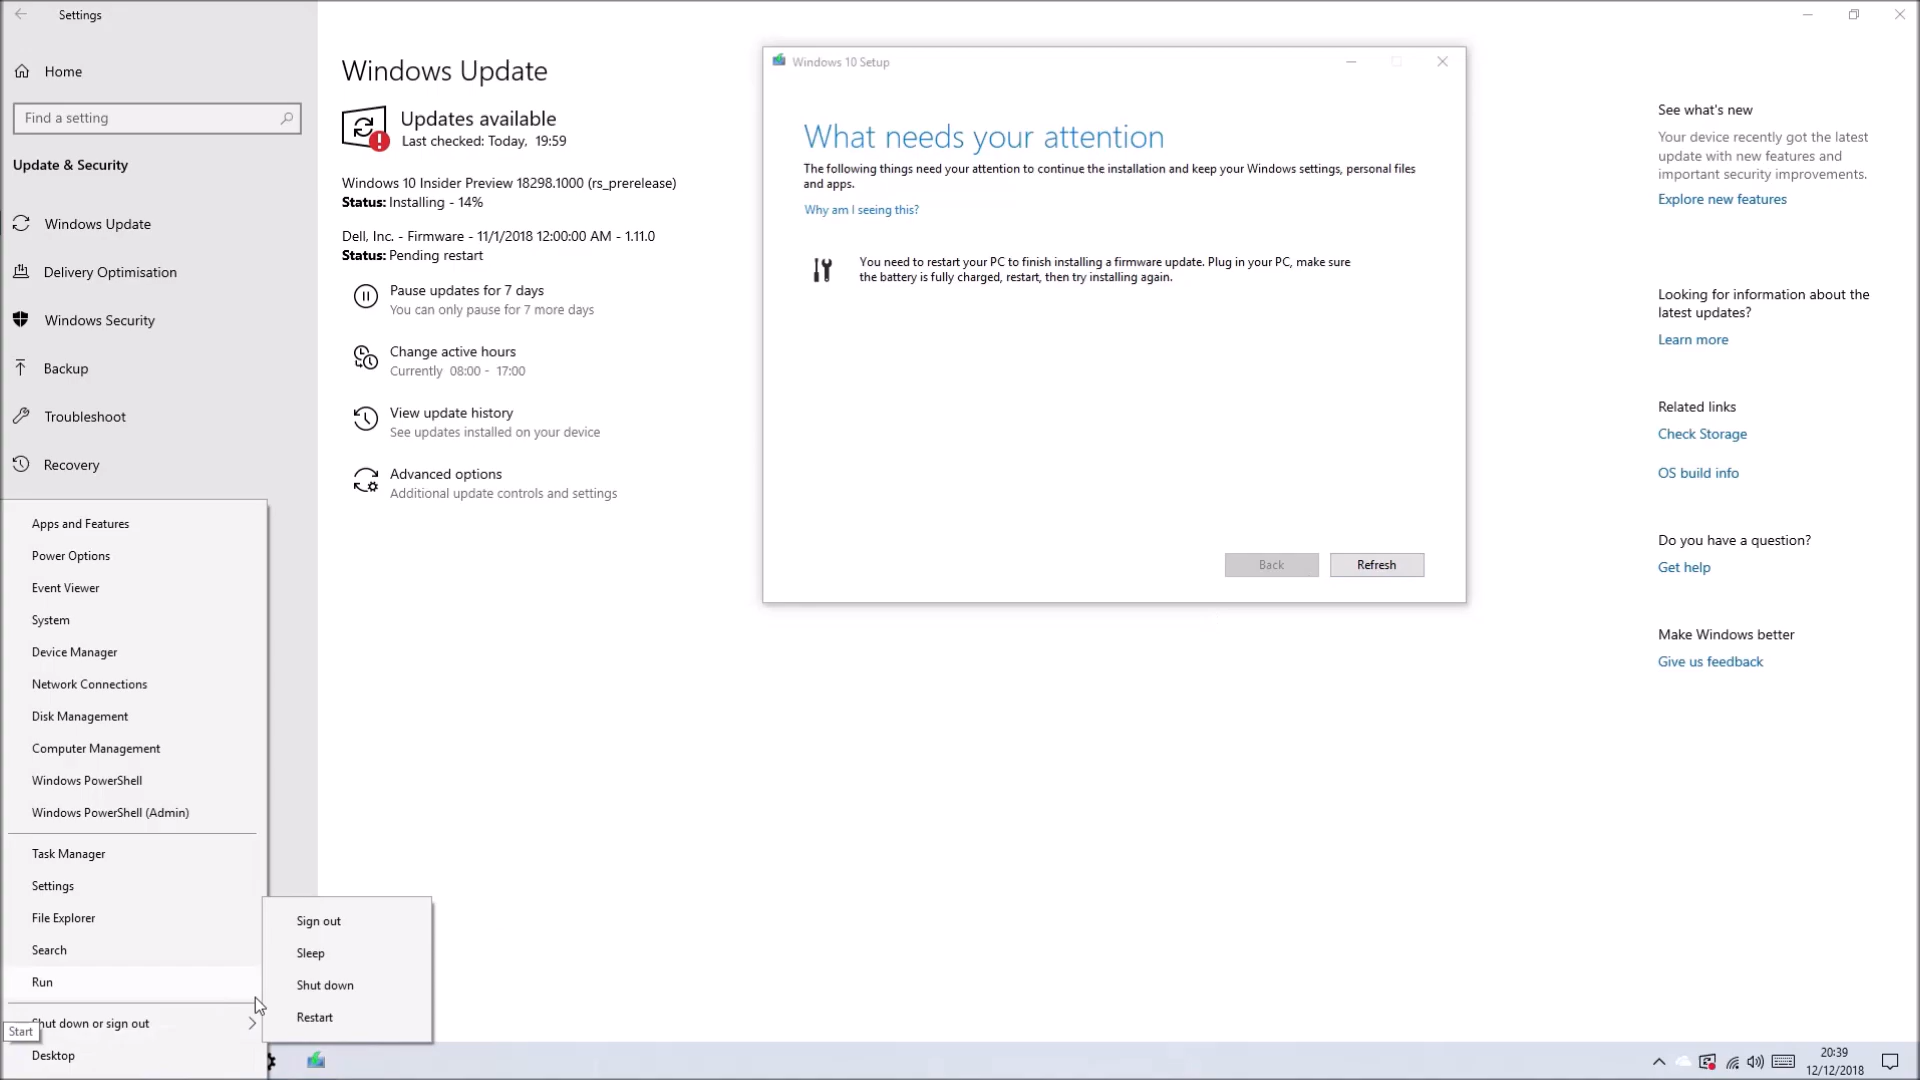 Settings
Home
Find a setting
Update & Security
Windows Update
Delivery Optimisation
Windows Security
Backup
Troubleshoot
Recovery
Windows Update
Updates available
Last checked: Today, 19:59
Windows 10 Insider Preview 18298.1000 (rs_prerelease)
Status: Installing - 14%
Dell, Inc. - Firmware - 11/1/2018 12:00:00 AM - 1.11.0
Status: Pending restart
Pause updates for 7 days
You can only pause for 7 more days
Change active hours
Currently 08:00 - 17:00
View update history
See updates installed on your device
Advanced options
Additional update controls and settings
Windows 10 Setup
What needs your attention
The following things need your attention to continue the installation and keep your Windows settings, personal files
and apps.
Why am I seeing this?
You need to restart your PC to finish installing a firmware update. Plug in your PC, make sure
the battery is fully charged, restart, then try installing again.
Back
Refresh
See what's new
Your device recently got the latest
update with new features and
important security improvements.
Explore new features
Looking for information about the
latest updates?
Learn more
Related links
Check Storage
OS build info
Do you have a question?
Get help
Make Windows better
Give us feedback
Apps and Features
Power Options
Event Viewer
System
Device Manager
Network Connections
Disk Management
Computer Management
Windows PowerShell
Windows PowerShell (Admin)
Task Manager
Settings
File Explorer
Search
Run
Shut down or sign out
Desktop
Start
Sign out
Sleep
Shut down
Restart
20:39
12/12/2018